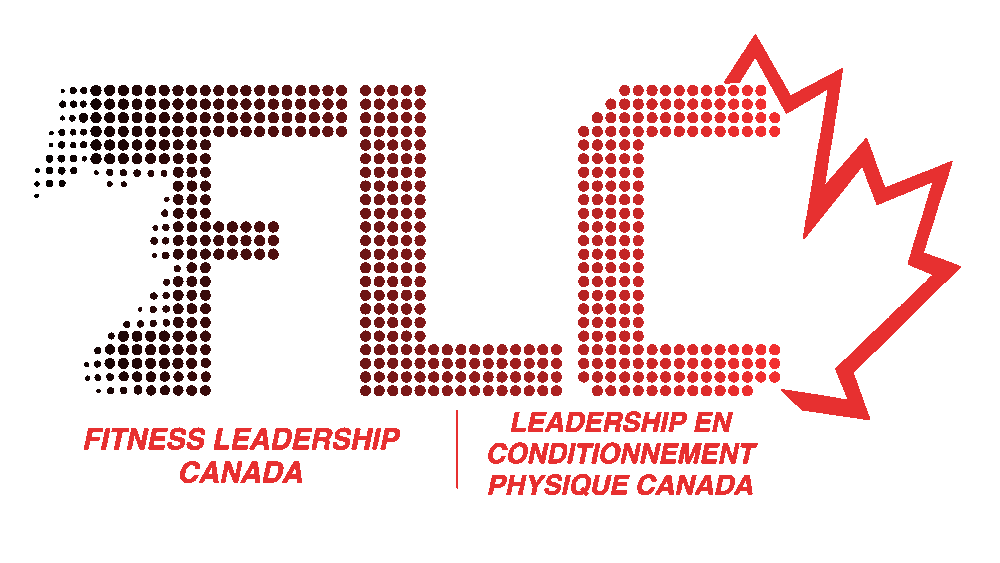 FLC
FITNESS LEADERSHIP
CANADA
LEADERSHIP EN
CONDITIONNEMENT
PHYSIQUE CANADA